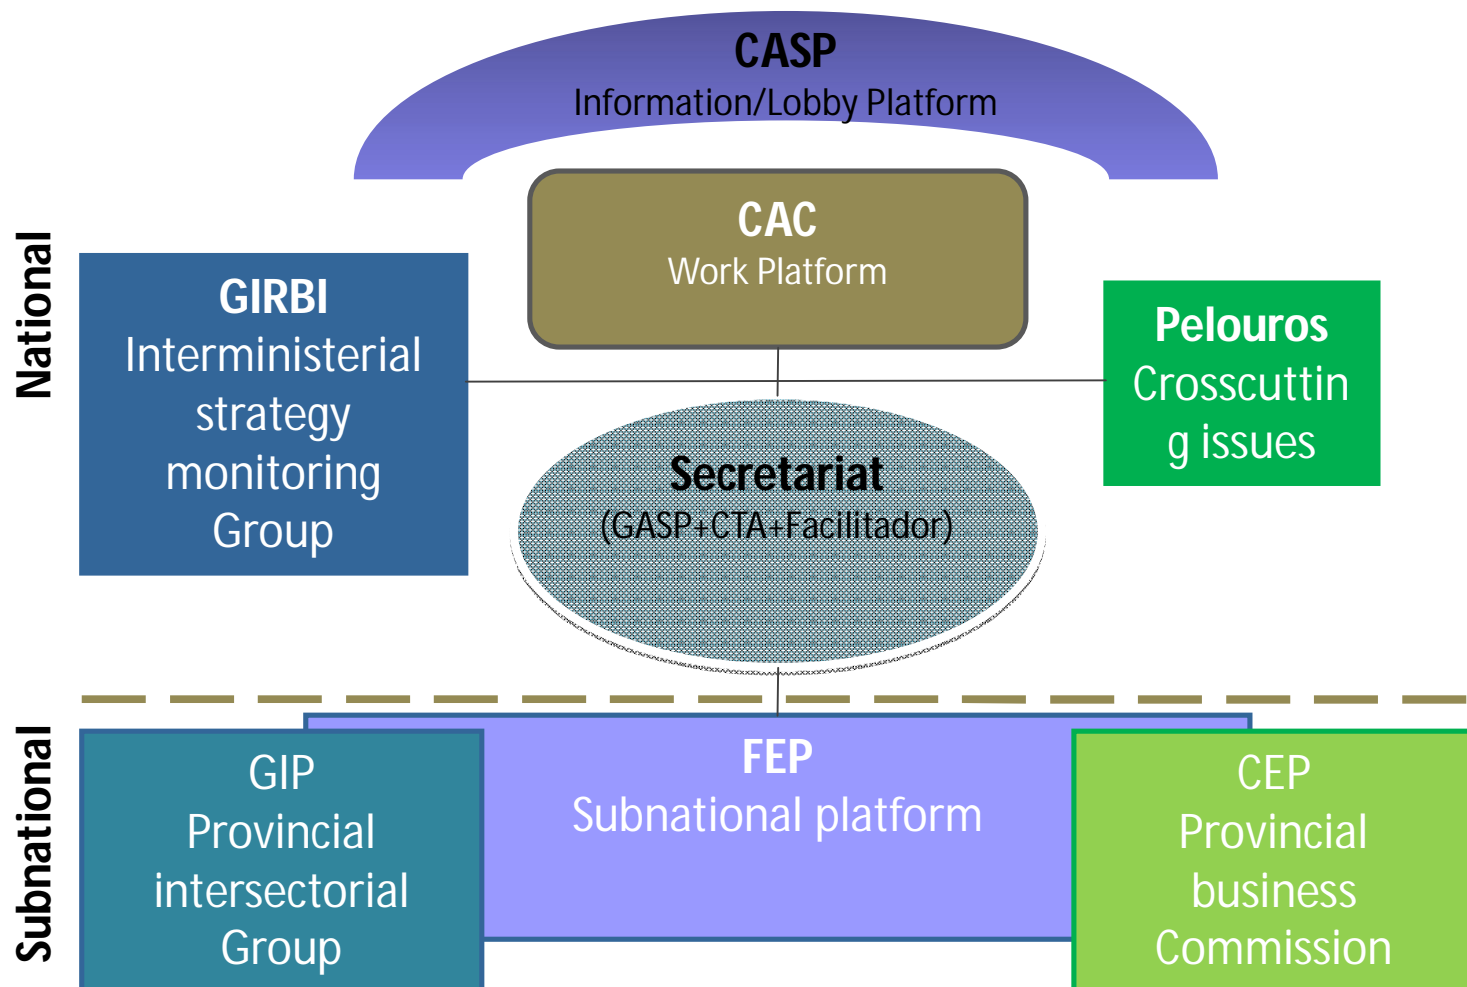 CASP
Information/Lobby Platform
National
CAC
Work Platform
GIRBI
Interministerial
strategy
monitoring
Group
Pelouros
Crosscuttin
g issues
Secretariat
(GASP+CTA+Facilitador)
Subnational
GIP
Provincial
intersectorial
Group
FEP
Subnational platform
CEP
Provincial
business
Commission